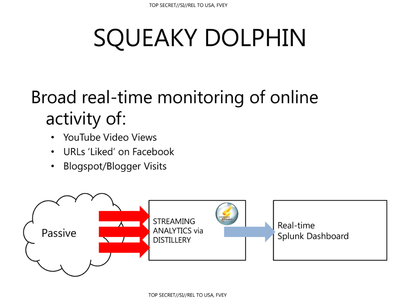 TOP SECRET//SI//REL TO USA, FVEY
SQUEAKY DOLPHIN
Broad real-time monitoring of online
activity of:
• YouTube Video Views
• URLs ‘Liked’ on Facebook
• Blogspot/Blogger Visits
Passive
STREAMING
ANALYTICS via
DISTILLERY
Real-time
Splunk Dashboard
TOP SECRET//SI//REL TO USA, FVEY